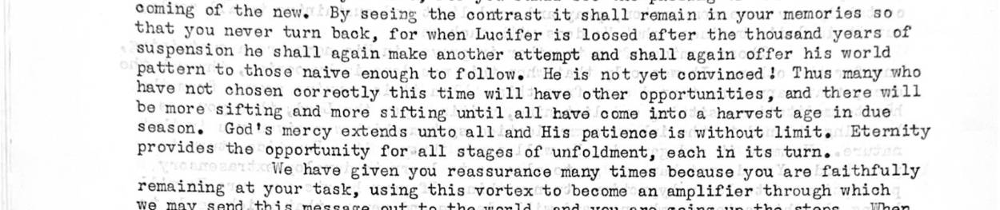 coming of the new. By seeing the contrast it shall remain in your memories so
that you never turn back, for when Lucifer is loosed after the thousand years of
suspension he shall again make another attempt and shall again offer his world
pattern to those naive enough to follow. He is not yet convinced! Thus many who
have not chosen correctly this time will have other opportunities, and there will
be more sifting and more sifting until all have come into a harvest age in due
season. God's mercy extends unto all and His patience is without limit. Eternity
provides the opportunity for all stages of unfoldment, each in its turn.
We have given you reassurance many times because you are faithfully
remaining at your task, using this vortex to become an amplifier through which
we may send this message out to the world, and you are going up the steps. When